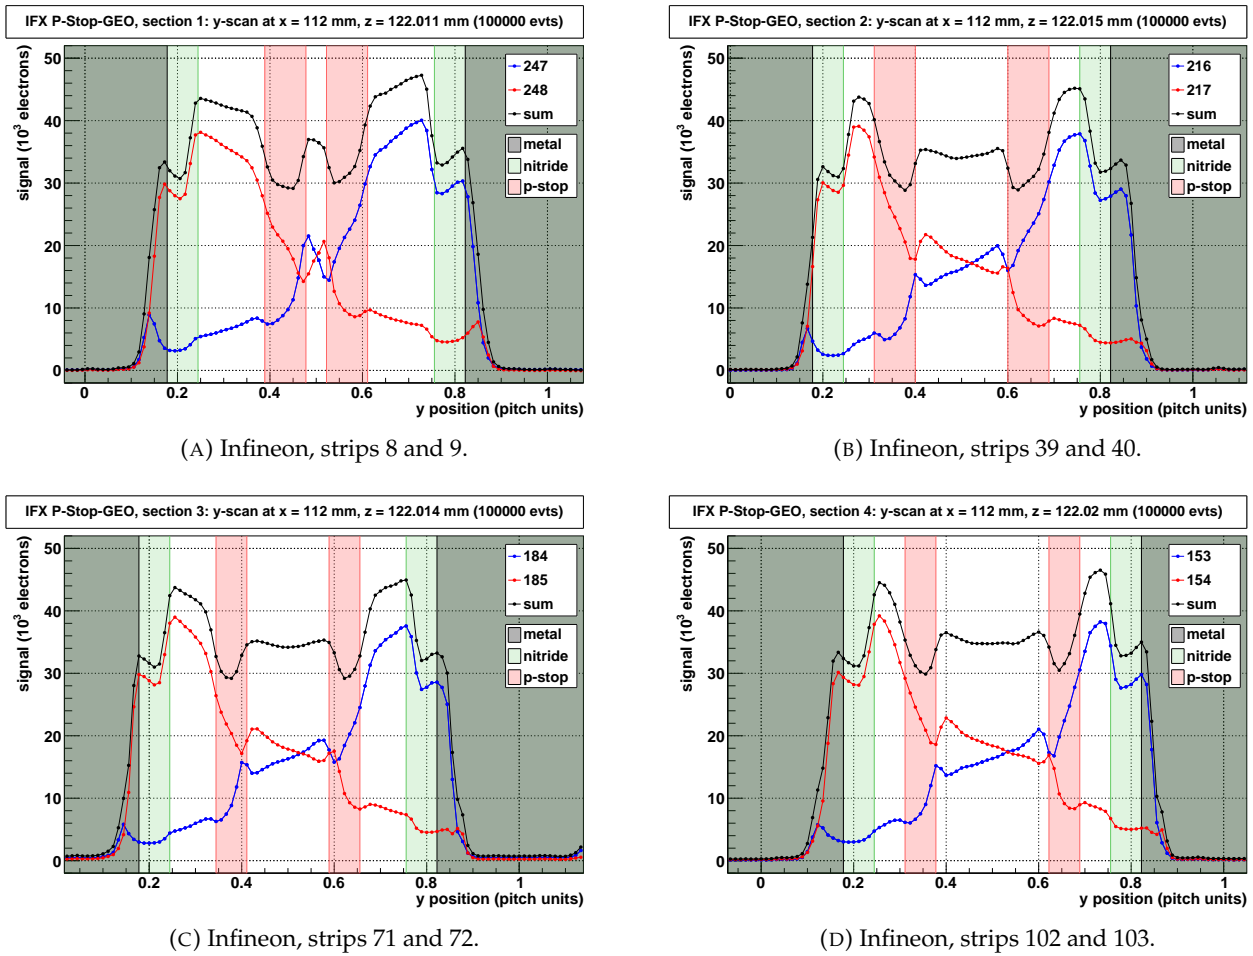 IFX P-Stop-GEO, section 1: y-scan at x = 112 mm, z = 122.011 mm (100000 evts)
signal (10³ electrons)
50
40
30
20
10
0
247
248
sum
metal
nitride
p-stop
0 0.2 0.4 0.6 0.8 1
y position (pitch units)
(A) Infineon, strips 8 and 9.
IFX P-Stop-GEO, section 2: y-scan at x = 112 mm, z = 122.015 mm (100000 evts)
signal (10³ electrons)
50
40
30
20
10
0
216
217
sum
metal
nitride
p-stop
0 0.2 0.4 0.6 0.8 1
y position (pitch units)
(B) Infineon, strips 39 and 40.
IFX P-Stop-GEO, section 3: y-scan at x = 112 mm, z = 122.014 mm (100000 evts)
signal (10³ electrons)
50
40
30
20
10
0
184
185
sum
metal
nitride
p-stop
0.2 0.4 0.6 0.8 1
y position (pitch units)
(C) Infineon, strips 71 and 72.
IFX P-Stop-GEO, section 4: y-scan at x = 112 mm, z = 122.02 mm (100000 evts)
signal (10³ electrons)
50
40
30
20
10
0
153
154
sum
metal
nitride
p-stop
0 0.2 0.4 0.6 0.8 1
y position (pitch units)
(D) Infineon, strips 102 and 103.